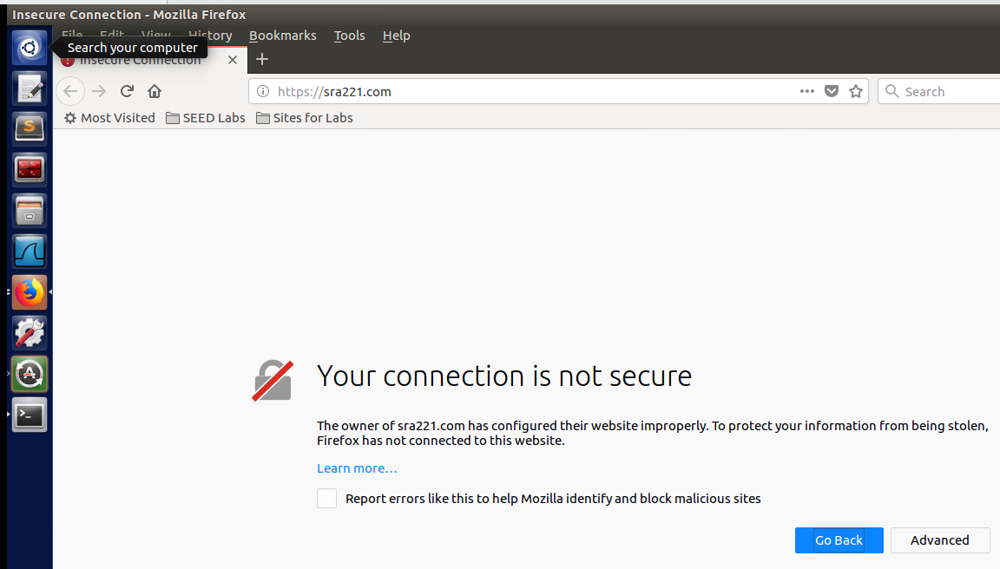 Insecure Connection - Mozilla Firefox
File Edit View History Bookmarks Tools Help
Search your computer
Insecure Connection
https://sra221.com
Search
Most Visited SEED Labs Sites for Labs
Your connection is not secure
The owner of sra221.com has configured their website improperly. To protect your information from being stolen,
Firefox has not connected to this website.
Learn more…
Report errors like this to help Mozilla identify and block malicious sites
Go Back Advanced